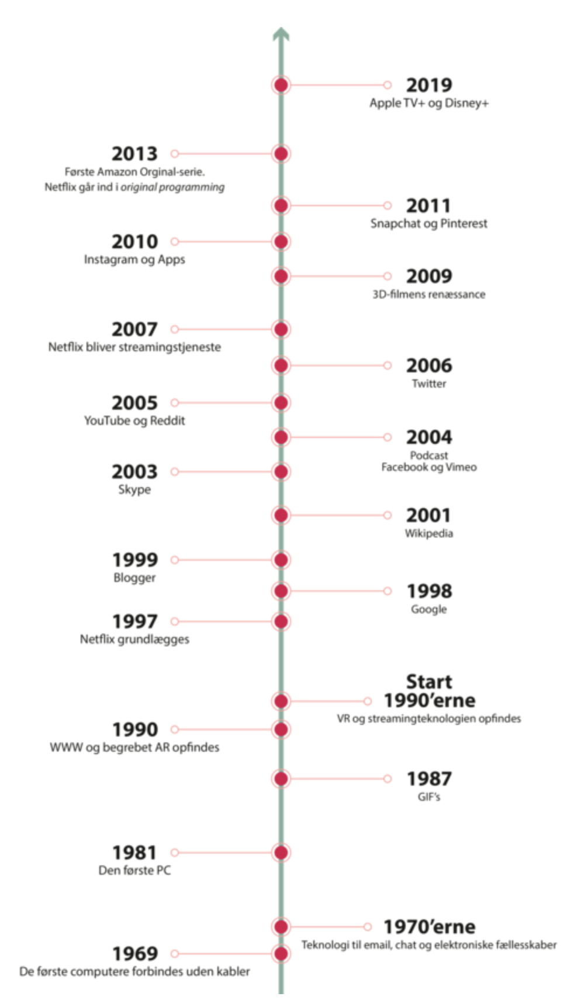 2019
Apple TV+ og Disney+
2013
Første Amazon Orginal-serie.
Netflix går ind i original programming
2011
Snapchat og Pinterest
2010
Instagram og Apps
2009
3D-filmens renæssance
2007
Netflix bliver streamingstjeneste
2006
Twitter
2005
YouTube og Reddit
2004
Podcast
Facebook og Vimeo
2003
Skype
2001
Wikipedia
1999
Blogger
1998
Google
1997
Netflix grundlægges
Start
1990’erne
VR og streamingteknologien opfindes
1990
WWW og begrebet AR opfindes
1987
GIF’s
1981
Den første PC
1970’erne
Teknologi til email, chat og elektroniske fællesskaber
1969
De første computere forbindes uden kabler